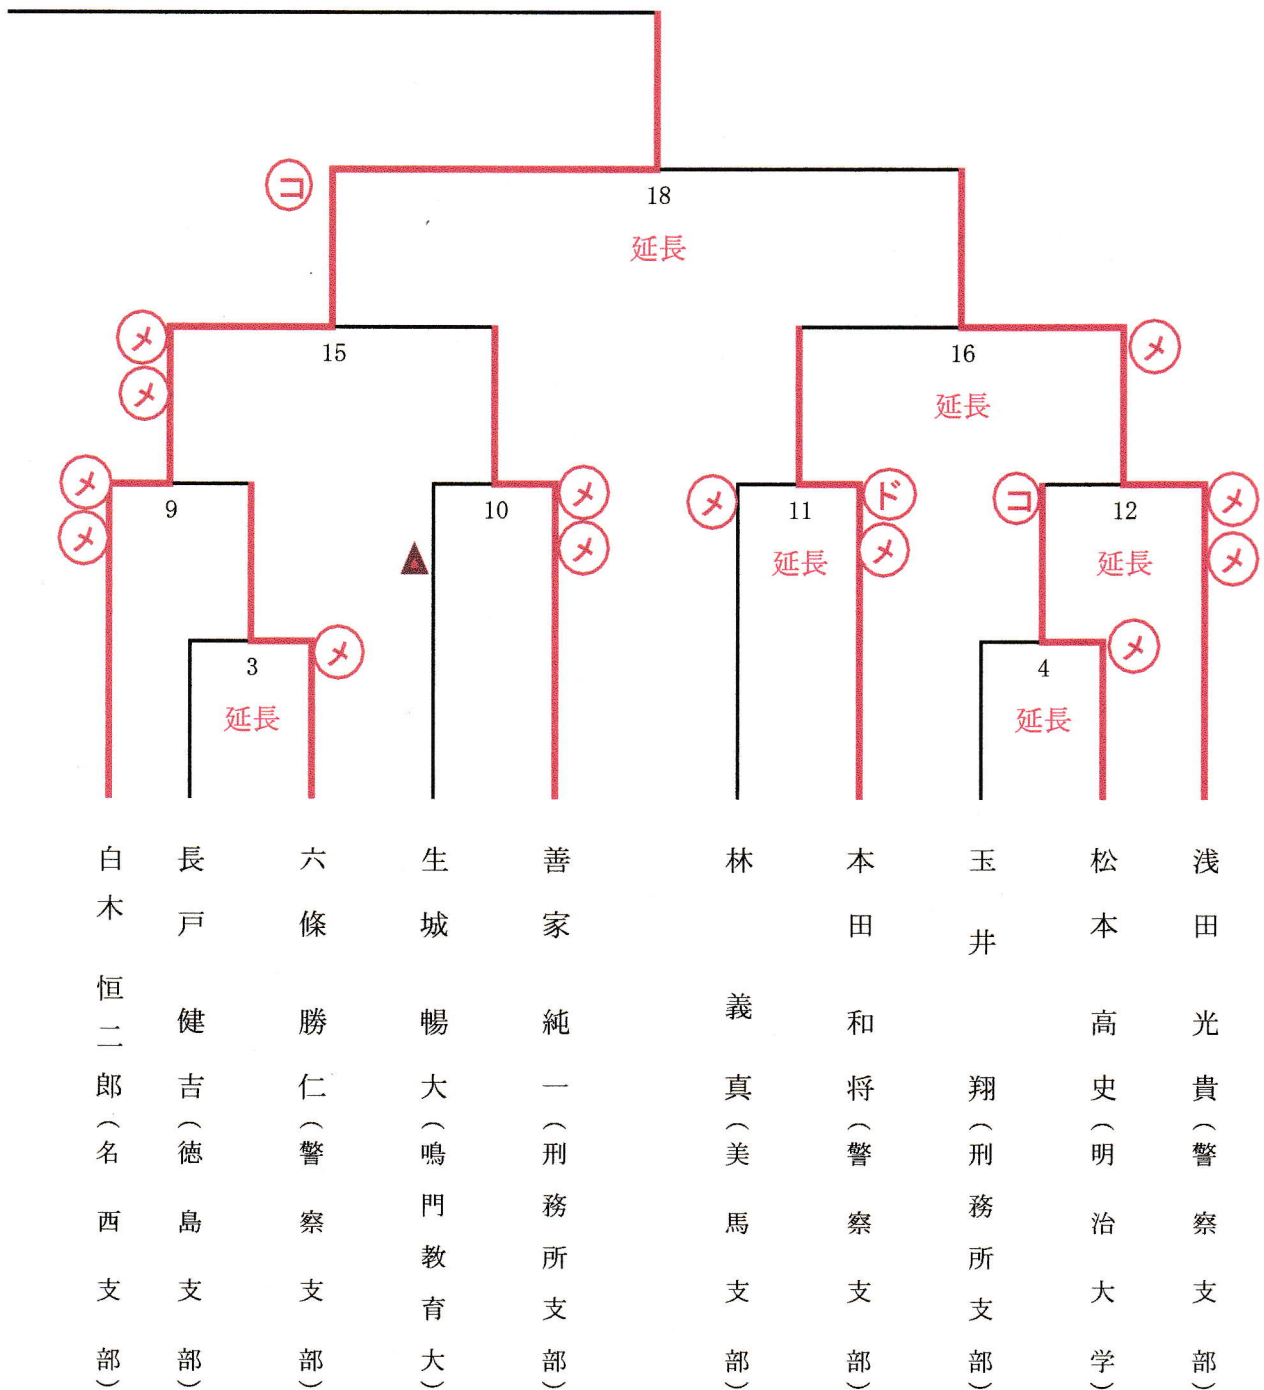 コ
18
延長
メ
メ
15
16
メ
延長
メ
メ
9
10
メ
メ
メ
11
ド
メ
延長
コ
12
メ
メ
延長
3
メ
延長
4
メ
延長
白木 恒二郎(名西支部)
長戸 健吉(徳島支部)
六條 勝仁(警察支部)
生城 暢大(鳴門教育大)
善家 純一(刑務所支部)
林 義真(美馬支部)
本田 和将(警察支部)
玉井 翔(刑務所支部)
松本 高史(明治大学)
浅田 光貴(警察支部)